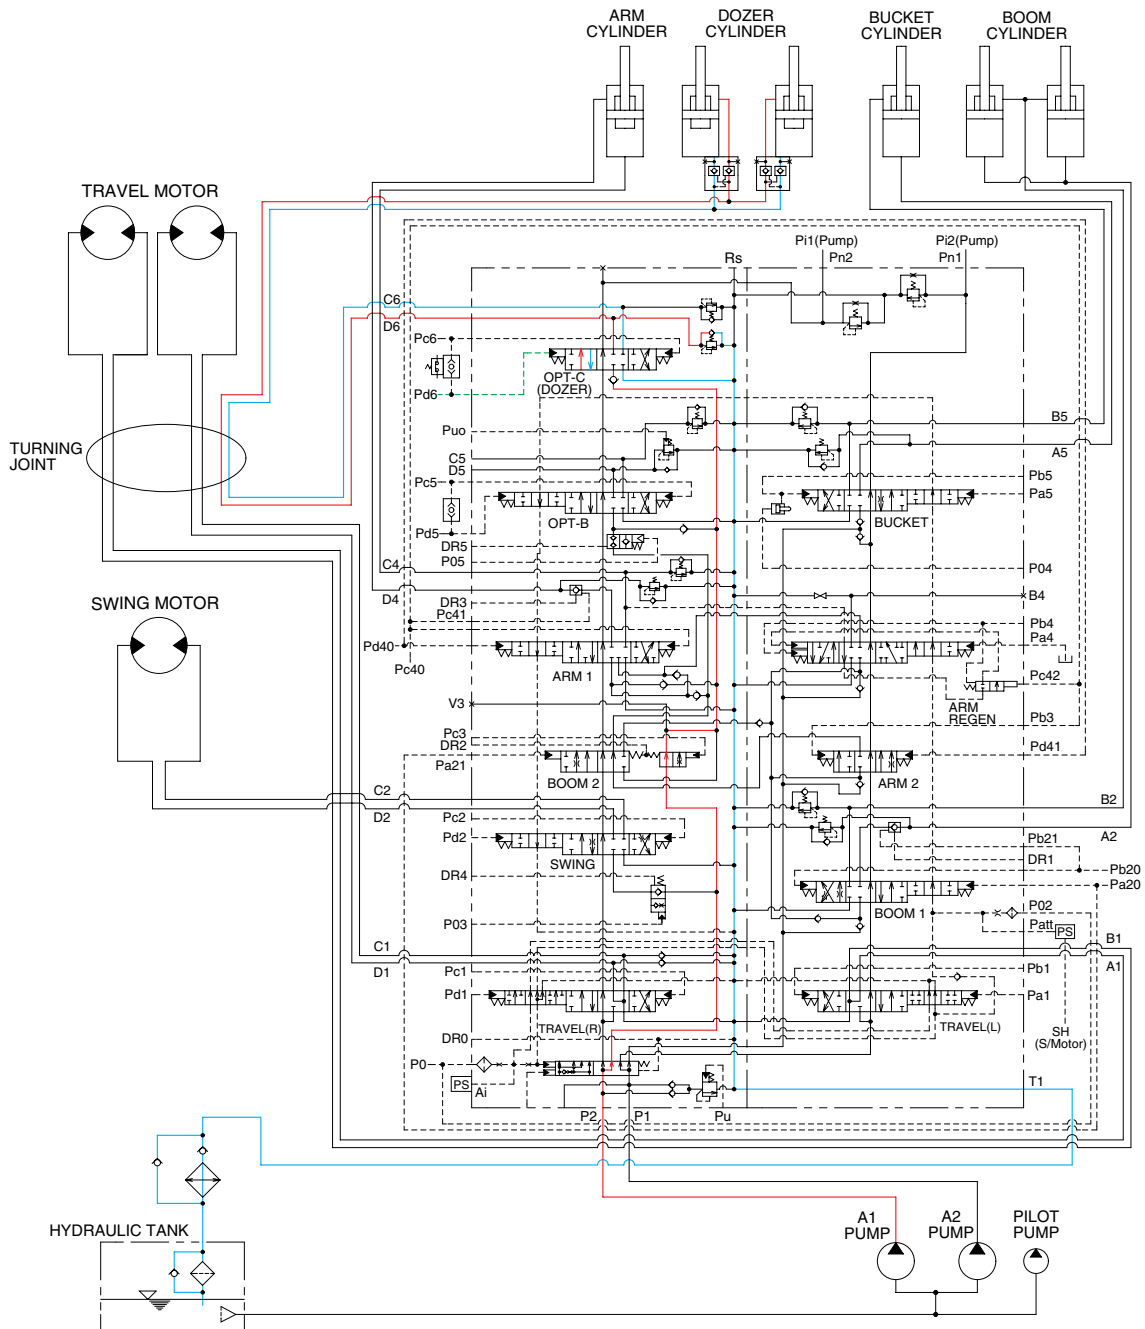 ARM
CYLINDER
DOZER
CYLINDER
BUCKET
CYLINDER
BOOM
CYLINDER
TRAVEL MOTOR
Pi1(Pump)
Pn2
Pi2(Pump)
Pn1
Rs
C6
D6
Pc6
OPT-C
(DOZER)
Pd6
Puo
B5
A5
TURNING
JOINT
C5
D5
Pc5
Pb5
Pa5
OPT-B
BUCKET
Pd5
DR5
P05
P04
C4
D4
SWING MOTOR
DR3
Pc41
B4
Pb4
Pa4
Pd40
Pc40
ARM 1
Pc42
ARM
REGEN
V3
Pb3
Pc3
DR2
Pa21
Pd41
BOOM 2
ARM 2
C2
D2
B2
A2
Pc2
Pd2
SWING
Pb21
DR1
DR4
Pb20
Pa20
BOOM 1
P03
P02
Patt
PS
C1
D1
B1
A1
Pc1
Pb1
Pd1
Pa1
TRAVEL(R)
TRAVEL(L)
SH
(S/Motor)
DR0
P0
PS
Ai
T1
P2
P1
Pu
HYDRAULIC TANK
A1
PUMP
A2
PUMP
PILOT
PUMP